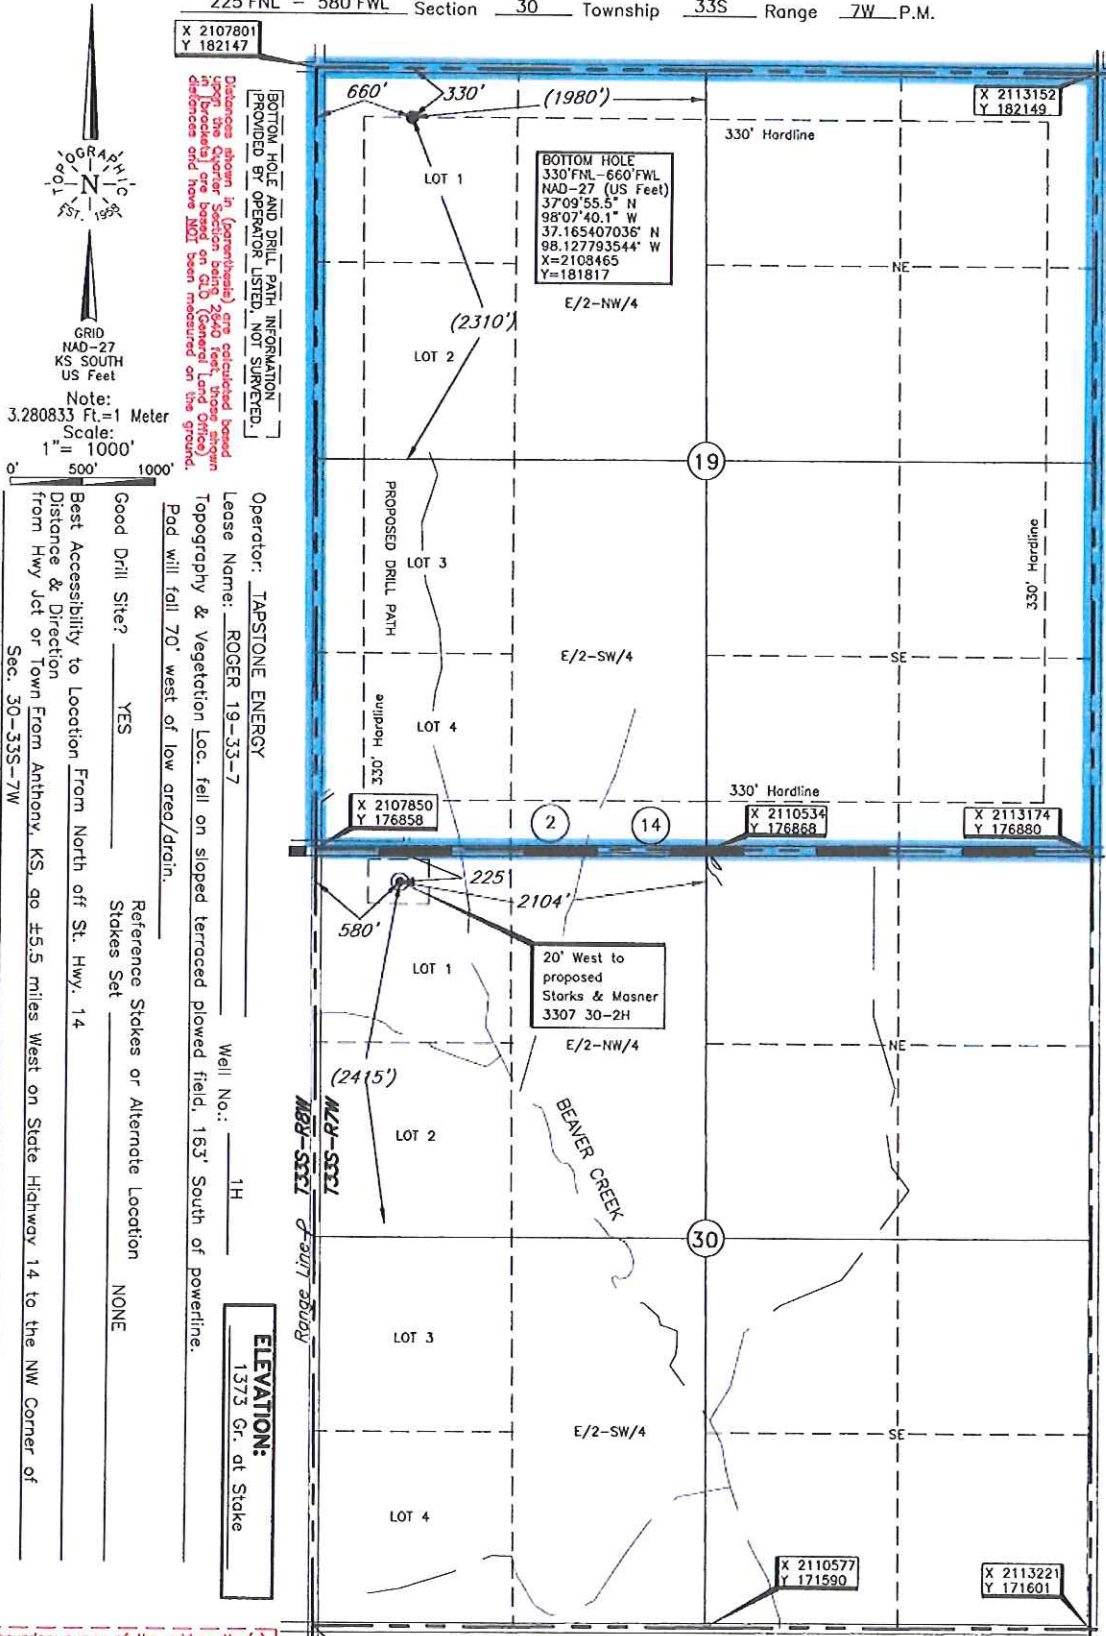 225 FNL - 580 FWL Section 30 Township 33S Range 7W P.M.
X 2107801
Y 182147
X 2113152
Y 182149
660'
330'
(1980')
330' Hardline
BOTTOM HOLE
330'FNL-660'FWL
NAD-27 (US Feet)
37°09'55.5" N
98°07'40.1" W
37.165407036° N
98.127793544° W
X=2108465
Y=181817
LOT 1
NE
E/2-NW/4
(2310')
LOT 2
19
PROPOSED DRILL PATH
LOT 3
330' Hardline
E/2-SW/4
SE
LOT 4
330' Hardline
330' Hardline
X 2107850
Y 176858
2
14
X 2110534
Y 176868
X 2113174
Y 176880
225
2104'
580'
20' West to
proposed
Starks & Masner
3307 30-2H
LOT 1
E/2-NW/4
NE
(2415')
LOT 2
BEAVER CREEK
T33S-R8W
T33S-R7W
Range Line
30
LOT 3
E/2-SW/4
SE
LOT 4
X 2110577
Y 171590
X 2113221
Y 171601
TOPOGRAPHIC
N
EST. 1958
GRID
NAD-27
KS SOUTH
US Feet
Note:
3.280833 Ft.=1 Meter
Scale:
1"= 1000'
0' 500' 1000'
BOTTOM HOLE AND DRILL PATH INFORMATION
PROVIDED BY OPERATOR LISTED, NOT SURVEYED.
Distances shown in (parenthesis) are calculated based
upon the Quarter Section being 2640 feet, those shown
in [brackets] are based on GLO (General Land Office)
distances and have NOT been measured on the ground.
Operator: TAPSTONE ENERGY
Lease Name: ROGER 19-33-7 Well No.: 1H
ELEVATION:
1373 Gr. at Stake
Topography & Vegetation Loc. fell on sloped terraced plowed field, 163' South of powerline.
Pad will fall 70' west of low area/drain.
Good Drill Site? YES
Reference Stakes or Alternate Location
Stakes Set NONE
Best Accessibility to Location From North off St. Hwy. 14
Distance & Direction
from Hwy Jct or Town From Anthony, KS, go ±5.5 miles West on State Highway 14 to the NW Corner of
Sec. 30-33S-7W